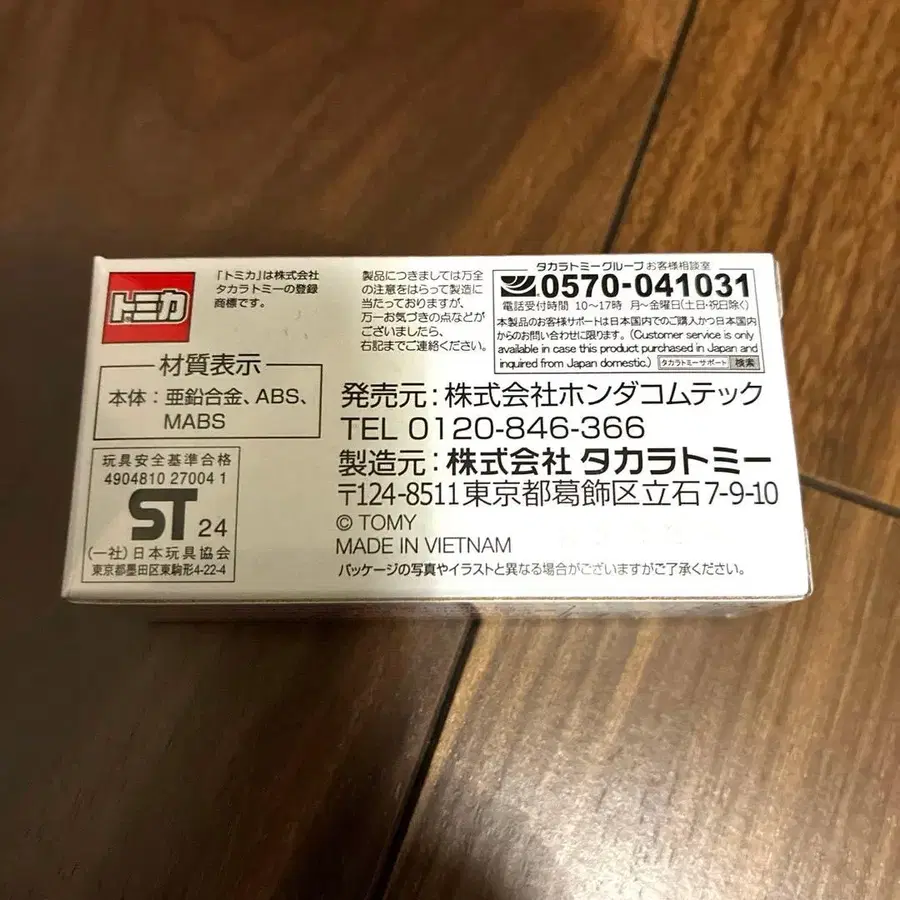 トミカ
「トミカ」は株式会社
タカラトミーの登録
商標です。
製品につきましては万全
の注意をはらって製造に
当たっておりますが、
万一お気づきの点などが
ございましたら、
右記までご連絡ください。
タカラトミーグループお客様相談室
0570-041031
電話受付時間 10〜17時 月〜金曜日(土日・祝日除く)
本製品のお客様サポートは日本国内でのご購入かつ日本国内
からのお問い合わせに限ります。(Customer service is only
available in case this product purchased in Japan and
inquired from Japan domestic.) タカラトミーサポート 検索
材質表示
本体：亜鉛合金、ABS、
MABS
玩具安全基準合格
4904810 27004 1
ST 24
(一社)日本玩具協会
東京都墨田区東駒形4-22-4
発売元：株式会社ホンダコムテック
TEL 0120-846-366
製造元：株式会社 タカラトミー
〒124-8511東京都葛飾区立石7-9-10
© TOMY
MADE IN VIETNAM
パッケージの写真やイラストと異なる場合がございますがご了承ください。